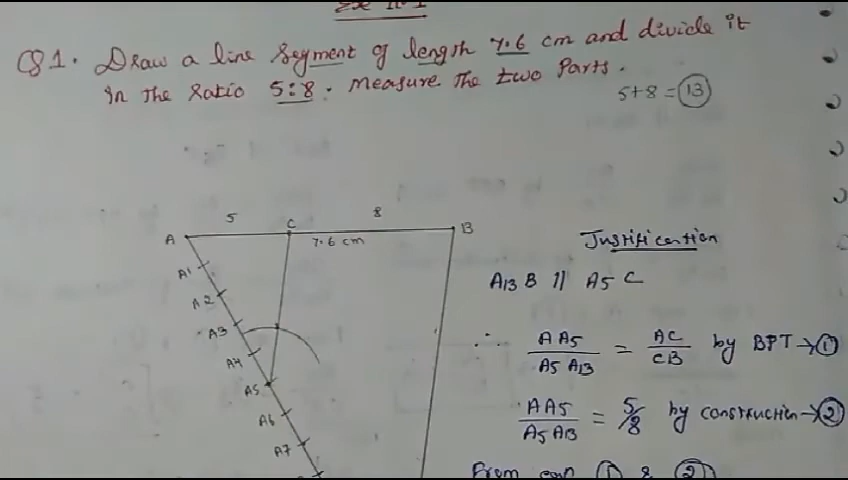 Q1. Draw a line segment of length 7.6 cm and divide it
in the ratio 5:8. measure the two parts.
5+8 = 13
5
8
A
C
B
7.6 cm
A1
A2
A3
A4
A5
A6
A7
Justification
A13 B || A5 C
∴ AA5/A5A13 = AC/CB by BPT → 1
AA5/A5A13 = 5/8 by construction → 2
From eqn 1 & 2